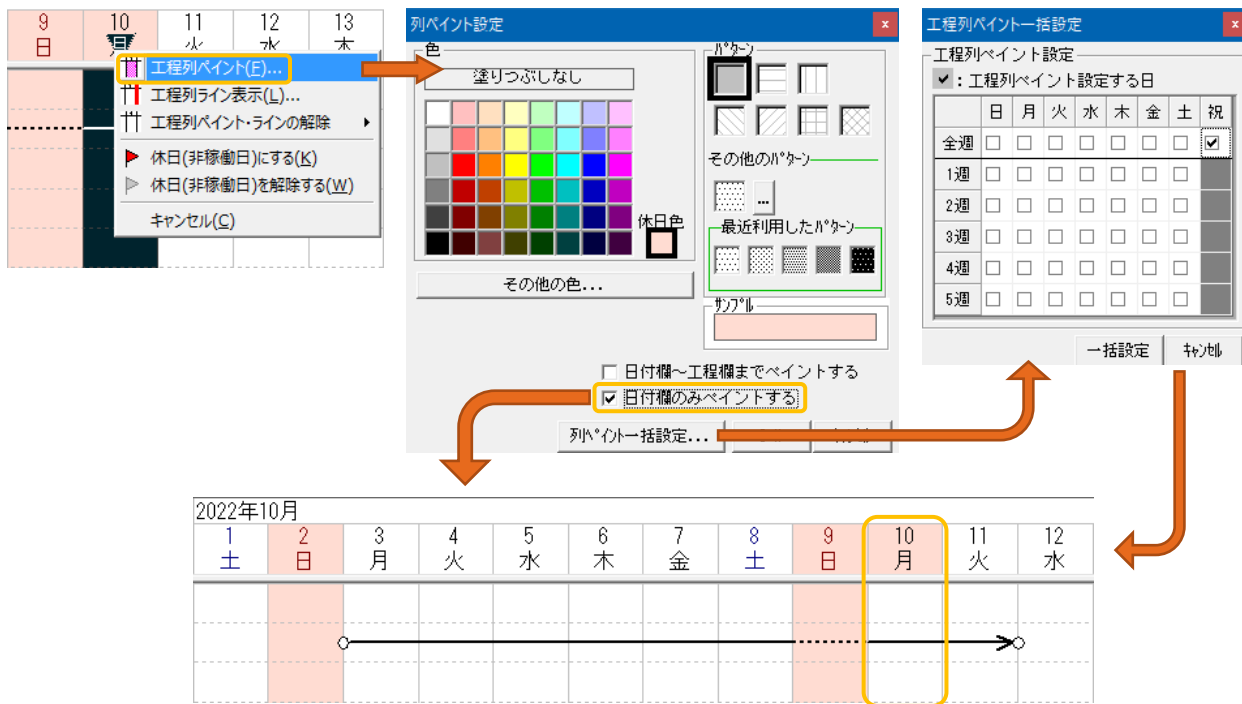 9 10 11 12 13
日 月 火 水 木
工程列ペイント(F)...
工程列ライン表示(L)...
工程列ペイント・ラインの解除
休日(非稼働日)にする(K)
休日(非稼働日)を解除する(W)
キャンセル(C)
列ペイント設定
色
塗りつぶしなし
休日色
その他の色...
ﾊﾟﾀｰﾝ
その他のﾊﾟﾀｰﾝ
...
最近利用したﾊﾟﾀｰﾝ
ｻﾝﾌﾟﾙ
日付欄～工程欄までペイントする
日付欄のみペイントする
列ﾍﾟｲﾝﾄ一括設定...
工程列ペイント一括設定
工程列ペイント設定
：工程列ペイント設定する日
日 月 火 水 木 金 土 祝
全週
1週
2週
3週
4週
5週
一括設定 ｷｬﾝｾﾙ
2022年10月
1 2 3 4 5 6 7 8 9 10 11 12
土 日 月 火 水 木 金 土 日 月 火 水